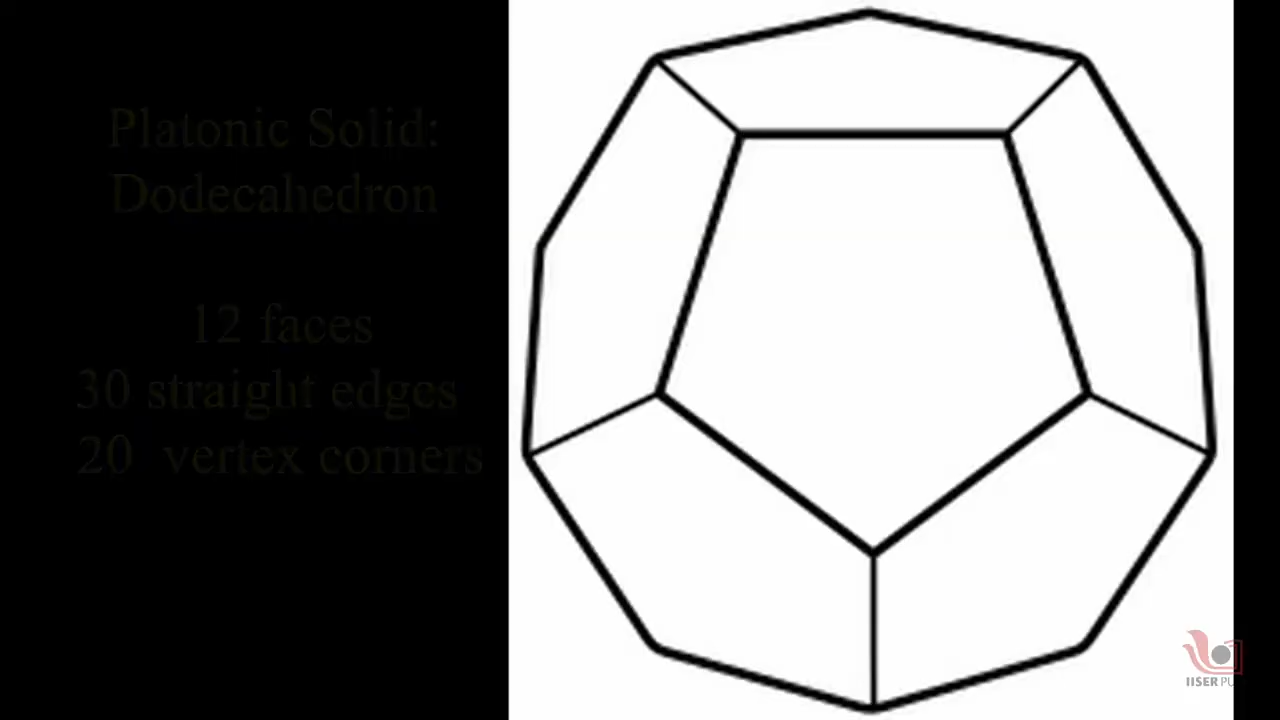 Platonic Solid:
Dodecahedron
12 faces
30 straight edges
20 vertex corners
IISER PU